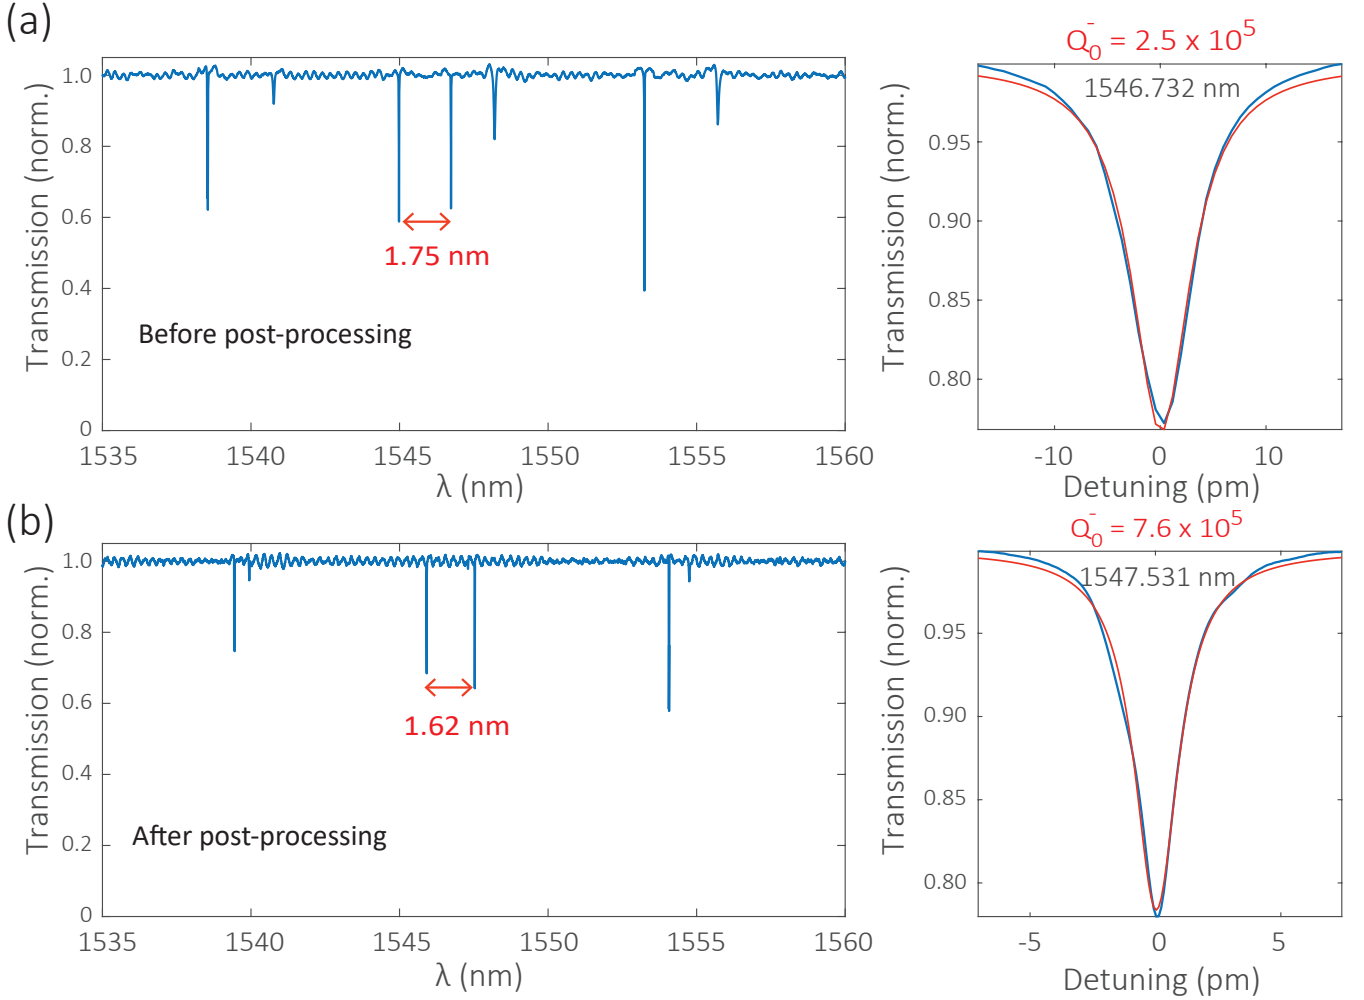 (a)
Transmission (norm.)
1.0
0.8
0.6
0.4
0.2
0
1.75 nm
Before post-processing
1535 1540 1545 1550 1555 1560
λ (nm)
Q₀⁻ = 2.5 x 10⁵
1546.732 nm
Transmission (norm.)
0.95
0.90
0.85
0.80
-10 0 10
Detuning (pm)
(b)
Transmission (norm.)
1.0
0.8
0.6
0.4
0.2
0
1.62 nm
After post-processing
1535 1540 1545 1550 1555 1560
λ (nm)
Q₀⁻ = 7.6 x 10⁵
1547.531 nm
Transmission (norm.)
0.95
0.90
0.85
0.80
-5 0 5
Detuning (pm)